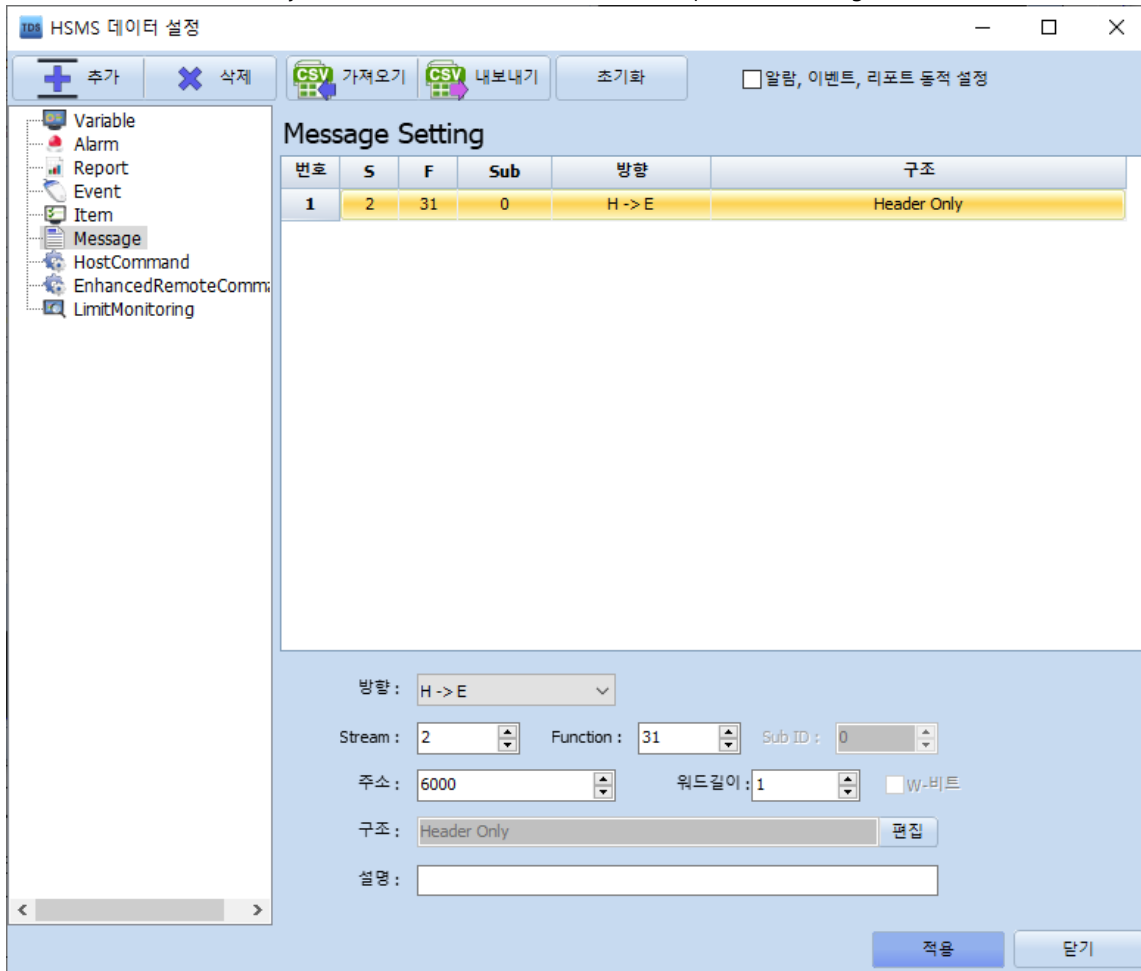 TDS HSMS 데이터 설정
추가 삭제 CSV 가져오기 CSV 내보내기 초기화 알람, 이벤트, 리포트 동적 설정
Variable
Alarm
Report
Event
Item
Message
HostCommand
EnhancedRemoteComma
LimitMonitoring
Message Setting
번호 S F Sub 방향 구조
1 2 31 0 H -> E Header Only
방향 : H -> E
Stream : 2 Function : 31 Sub ID : 0
주소 : 6000 워드길이 : 1 W-비트
구조 : Header Only 편집
설명 :
적용 닫기